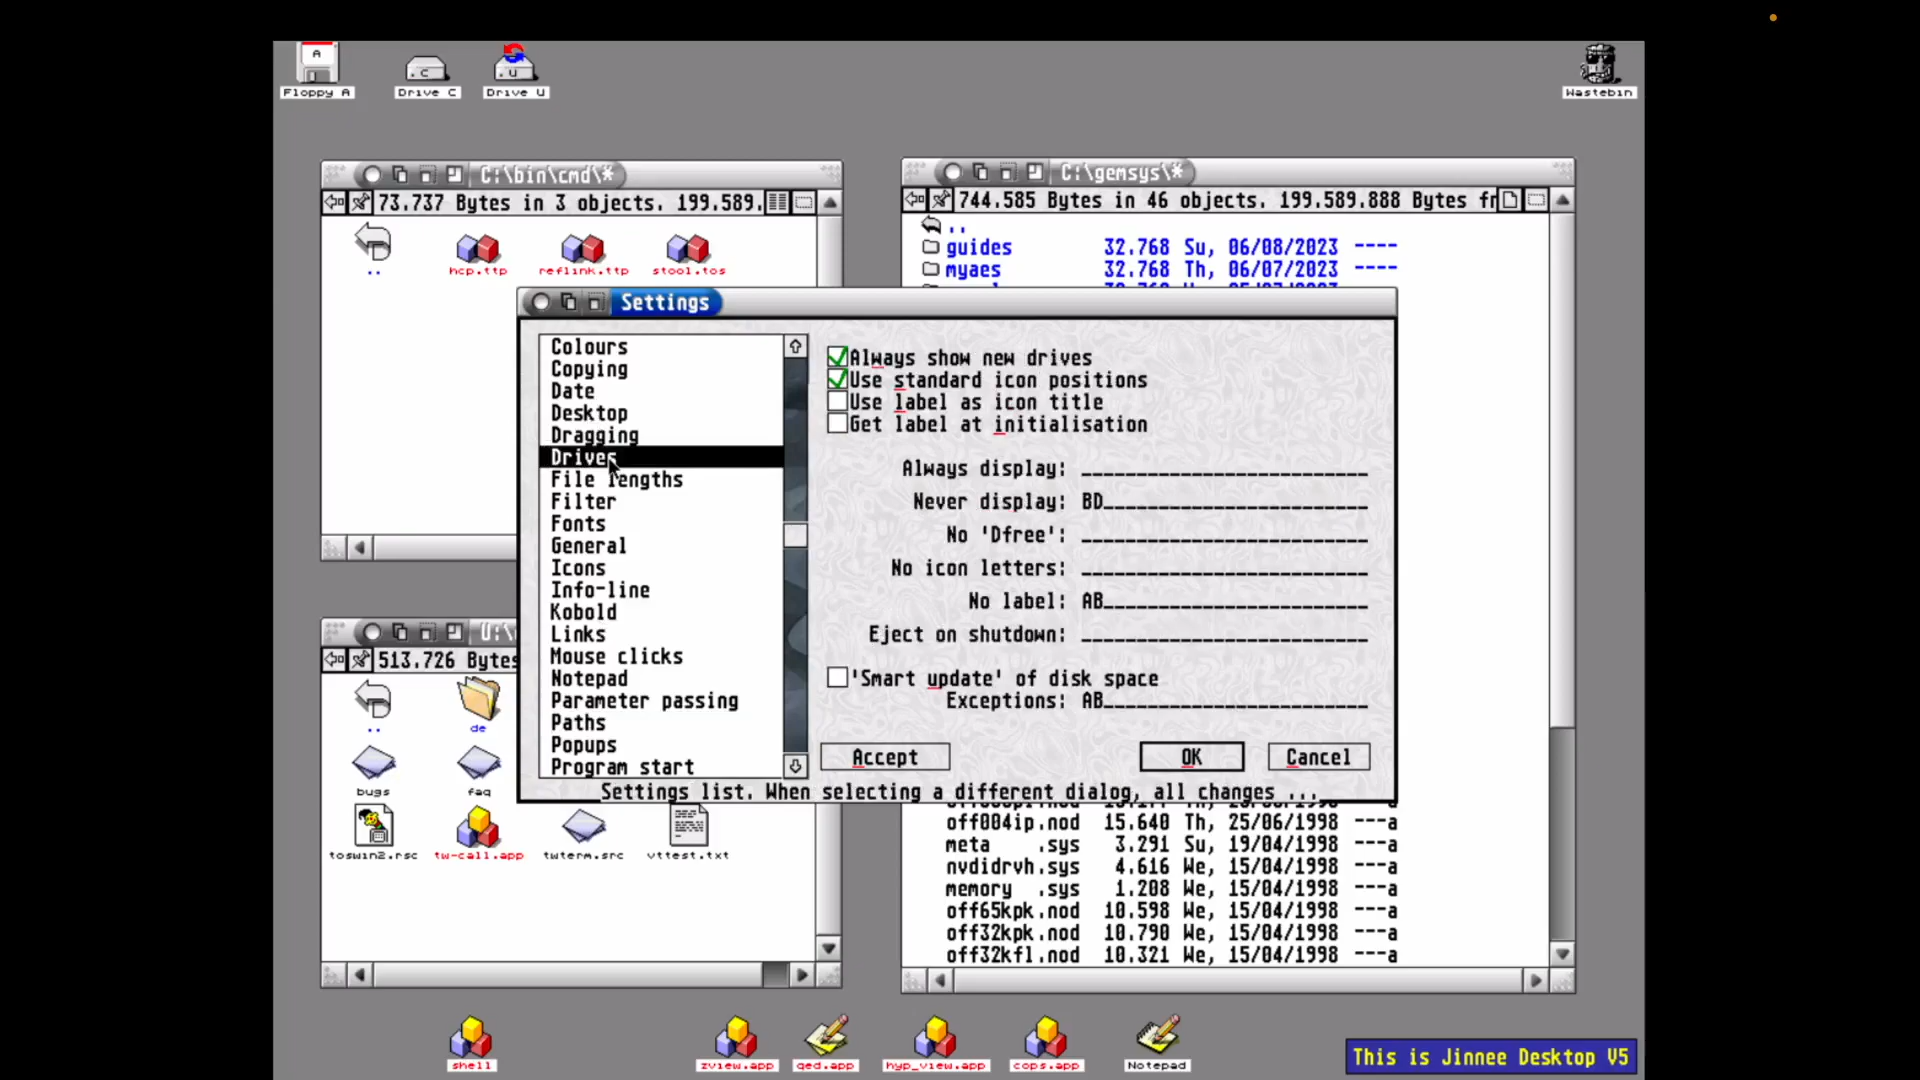 A
Floppy A
.C
Drive C
.U
Drive U
Wastebin
C:\bin\cmd\*
73.737 Bytes in 3 objects. 199.589.
..
hcp.ttp
reflink.ttp
stool.tos
C:\gemsys\*
744.585 Bytes in 46 objects. 199.589.888 Bytes fr
..
guides 32.768 Su, 06/08/2023 ----
myaes 32.768 Th, 06/07/2023 ----
Settings
Colours
Copying
Date
Desktop
Dragging
Drives
File lengths
Filter
Fonts
General
Icons
Info-line
Kobold
Links
Mouse clicks
Notepad
Parameter passing
Paths
Popups
Program start
Always show new drives
Use standard icon positions
Use label as icon title
Get label at initialisation
Always display:
Never display: BD
No 'Dfree':
No icon letters:
No label: AB
Eject on shutdown:
'Smart update' of disk space
Exceptions: AB
Accept
OK
Cancel
Settings list. When selecting a different dialog, all changes ...
U:\
513.726 Bytes
..
de
bugs
faq
toswin2.rsc
tw-call.app
twterm.src
vttest.txt
off004ip.nod 15.640 Th, 25/06/1998 ---a
meta .sys 3.291 Su, 19/04/1998 ---a
nvdidrvh.sys 4.616 We, 15/04/1998 ---a
memory .sys 1.208 We, 15/04/1998 ---a
off65kpk.nod 10.598 We, 15/04/1998 ---a
off32kpk.nod 10.790 We, 15/04/1998 ---a
off32kfl.nod 10.321 We, 15/04/1998 ---a
shell
zview.app
qed.app
hyp_view.app
cops.app
Notepad
This is Jinnee Desktop V5